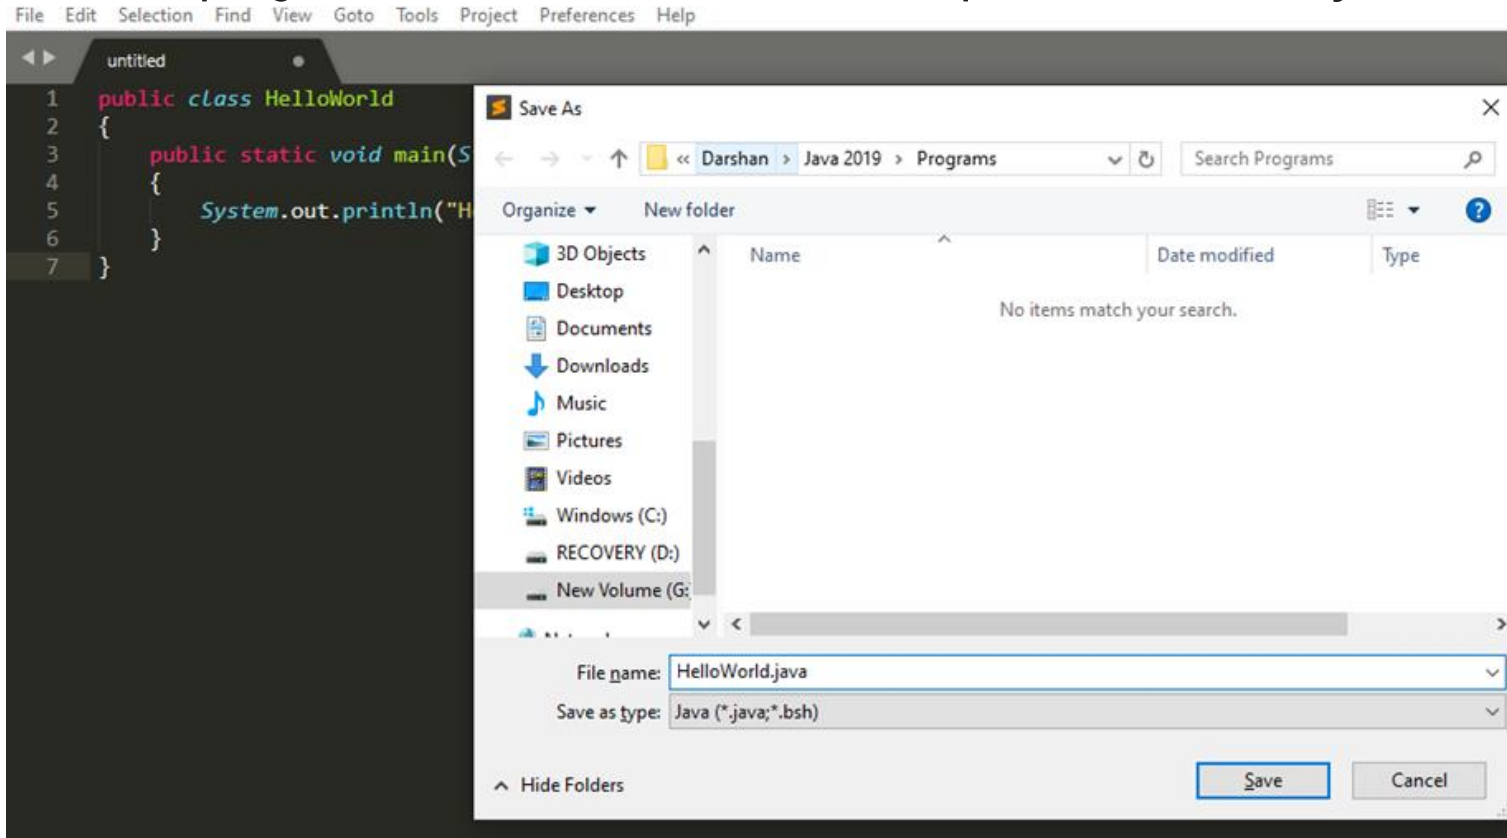 File Edit Selection Find View Goto Tools Project Preferences Help
untitled
1 public class HelloWorld
2 {
3 public static void main(S
4 {
5 System.out.println("H
6 }
7 }
Save As
« Darshan > Java 2019 > Programs
Search Programs
Organize
New folder
Name
Date modified
Type
No items match your search.
3D Objects
Desktop
Documents
Downloads
Music
Pictures
Videos
Windows (C:)
RECOVERY (D:)
New Volume (G:
File name: HelloWorld.java
Save as type: Java (*.java;*.bsh)
Hide Folders
Save
Cancel